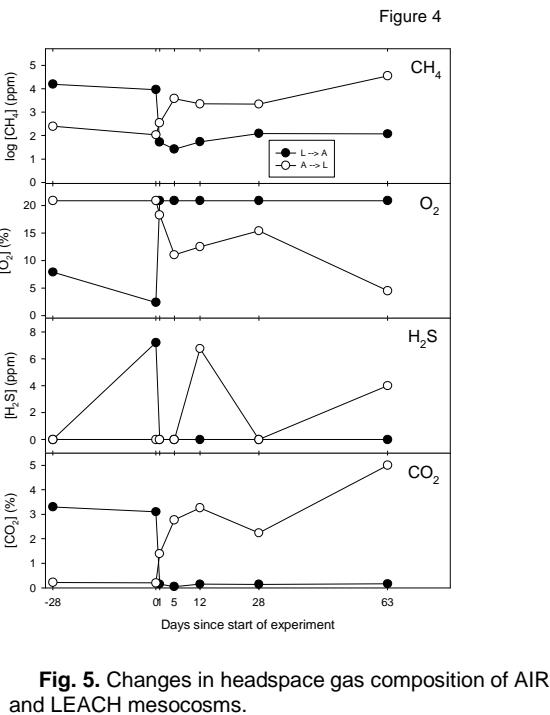 Figure 4
CH4
log [CH4] (ppm)
5
4
3
2
1
0
L --> A
A --> L
O2
[O2] (%)
20
15
10
5
0
H2S
[H2S] (ppm)
8
6
4
2
0
CO2
[CO2] (%)
5
4
3
2
1
0
-28 0 1 5 12 28 63
Days since start of experiment
Fig. 5. Changes in headspace gas composition of AIR
and LEACH mesocosms.